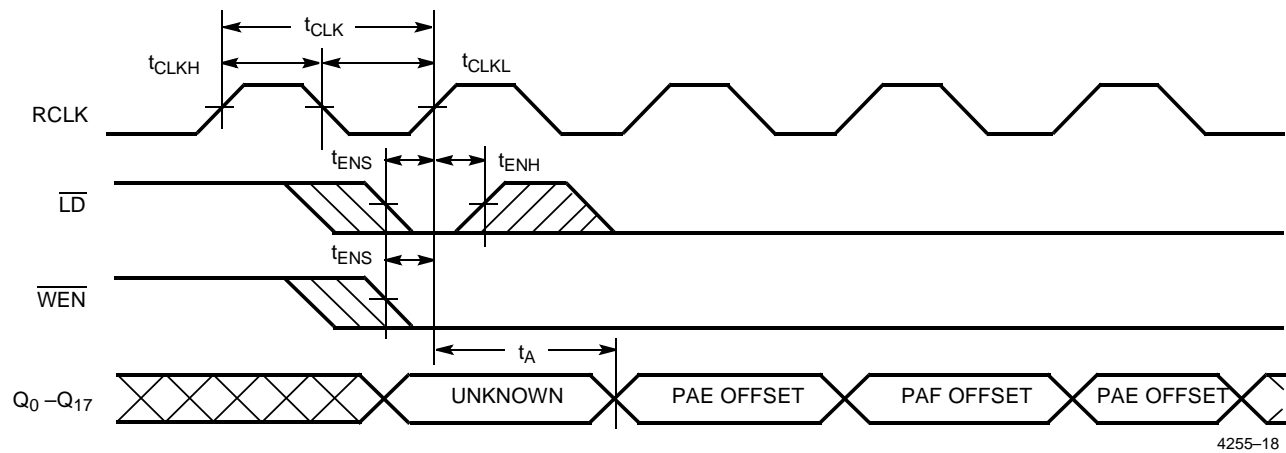 tCLK
tCLKH
tCLKL
RCLK
tENS
tENH
LD
tENS
WEN
tA
Q0 –Q17
UNKNOWN
PAE OFFSET
PAF OFFSET
PAE OFFSET
4255–18